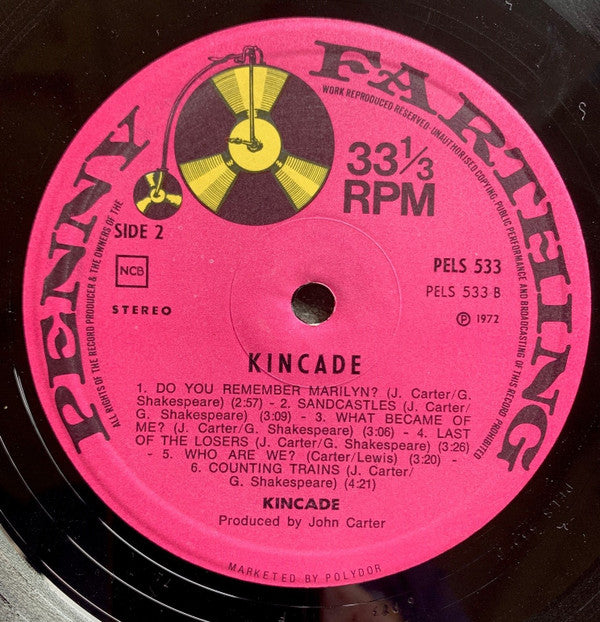 PENNY FARTHING
ALL RIGHTS OF THE RECORD PRODUCER & THE OWNERS OF THE
WORK REPRODUCED RESERVED · UNAUTHORISED COPYING, PUBLIC PERFORMANCE AND BROADCASTING OF THIS RECORD PROHIBITED
33 1/3
RPM
SIDE 2
NCB
STEREO
PELS 533
PELS 533 B
Ⓟ 1972
KINCADE
1. DO YOU REMEMBER MARILYN? (J. Carter/G.
Shakespeare) (2:57) - 2. SANDCASTLES (J. Carter/
G. Shakespeare) (3:09) - 3. WHAT BECAME OF
ME? (J. Carter/G. Shakespeare) (3:06) - 4. LAST
OF THE LOSERS (J. Carter/G. Shakespeare) (3:26)
- 5. WHO ARE WE? (Carter/Lewis) (3:20) -
6. COUNTING TRAINS (J. Carter/
G. Shakespeare) (4:21)
KINCADE
Produced by John Carter
MARKETED BY POLYDOR